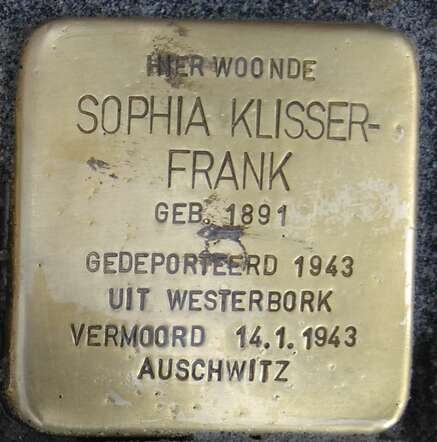 HIER WOONDE
SOPHIA KLISSER-
FRANK
GEB. 1891
GEDEPORTEERD 1943
UIT WESTERBORK
VERMOORD 14.1.1943
AUSCHWITZ